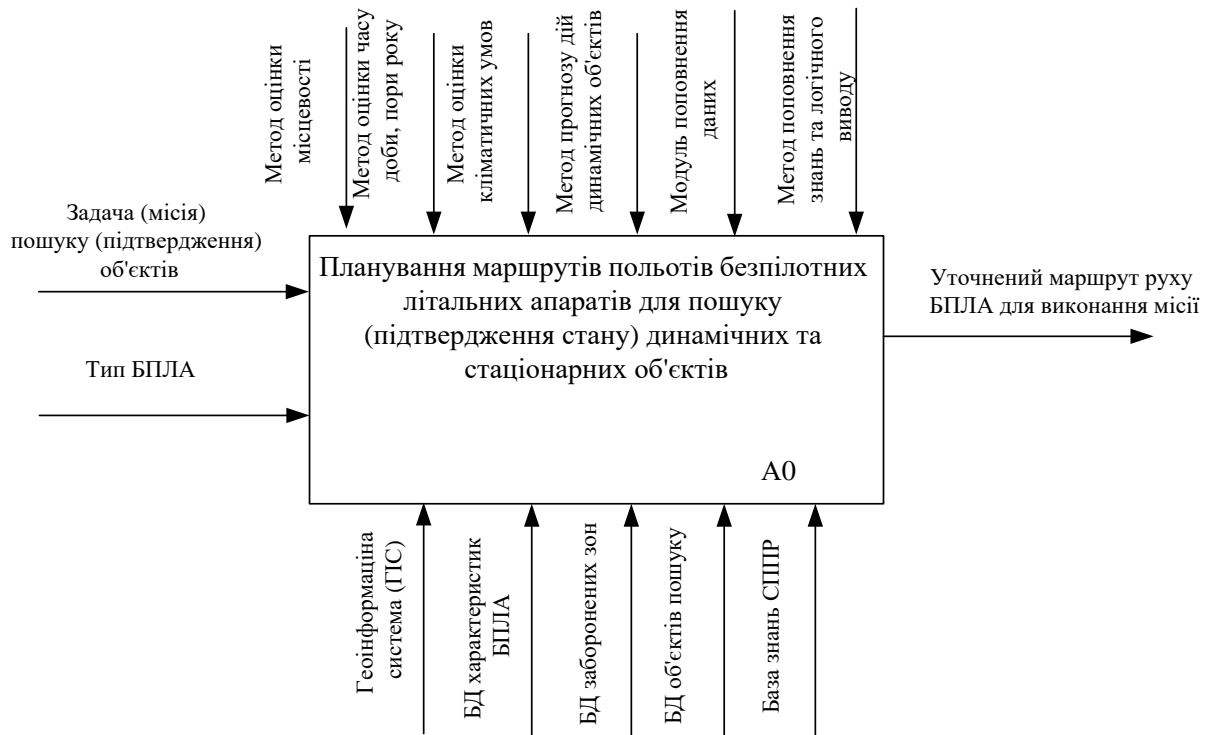 Метод оцінки
місцевості
Метод оцінки часу
доби, пори року
Метод оцінки
кліматичних умов
Метод прогнозу дій
динамічних об'єктів
Модуль поповнення
даних
Метод поповнення
знань та логічного
виводу
Задача (місія)
пошуку (підтвердження)
об'єктів
Тип БПЛА
Планування маршрутів польотів безпілотних
літальних апаратів для пошуку
(підтвердження стану) динамічних та
стаціонарних об'єктів
А0
Уточнений маршрут руху
БПЛА для виконання місії
Геоінформаціна
система (ГІС)
БД характеристик
БПЛА
БД заборонених зон
БД об'єктів пошуку
База знань СППР